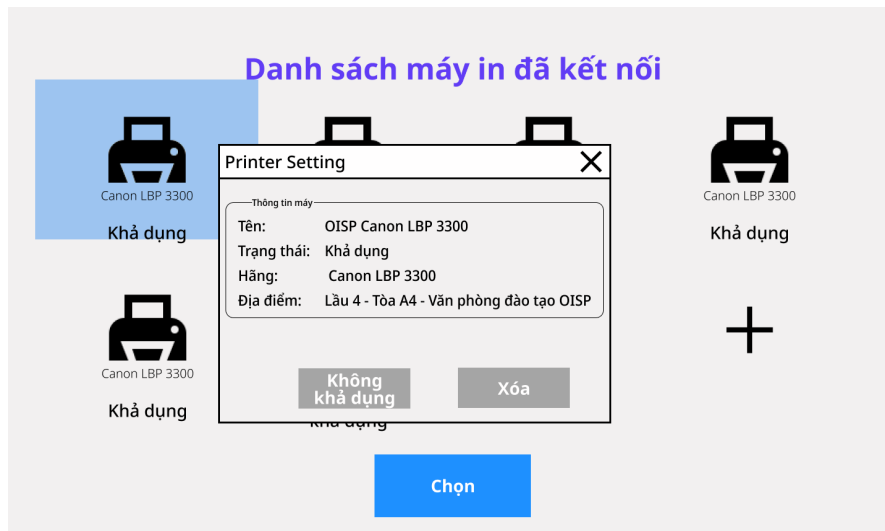 Danh sách máy in đã kết nối
Canon LBP 3300
Khả dụng
Printer Setting
Thông tin máy
Tên: OISP Canon LBP 3300
Trạng thái: Khả dụng
Hãng: Canon LBP 3300
Địa điểm: Lầu 4 - Tòa A4 - Văn phòng đào tạo OISP
Không
khả dụng
Xóa
Canon LBP 3300
Khả dụng
Canon LBP 3300
Khả dụng
khả dụng
Chọn